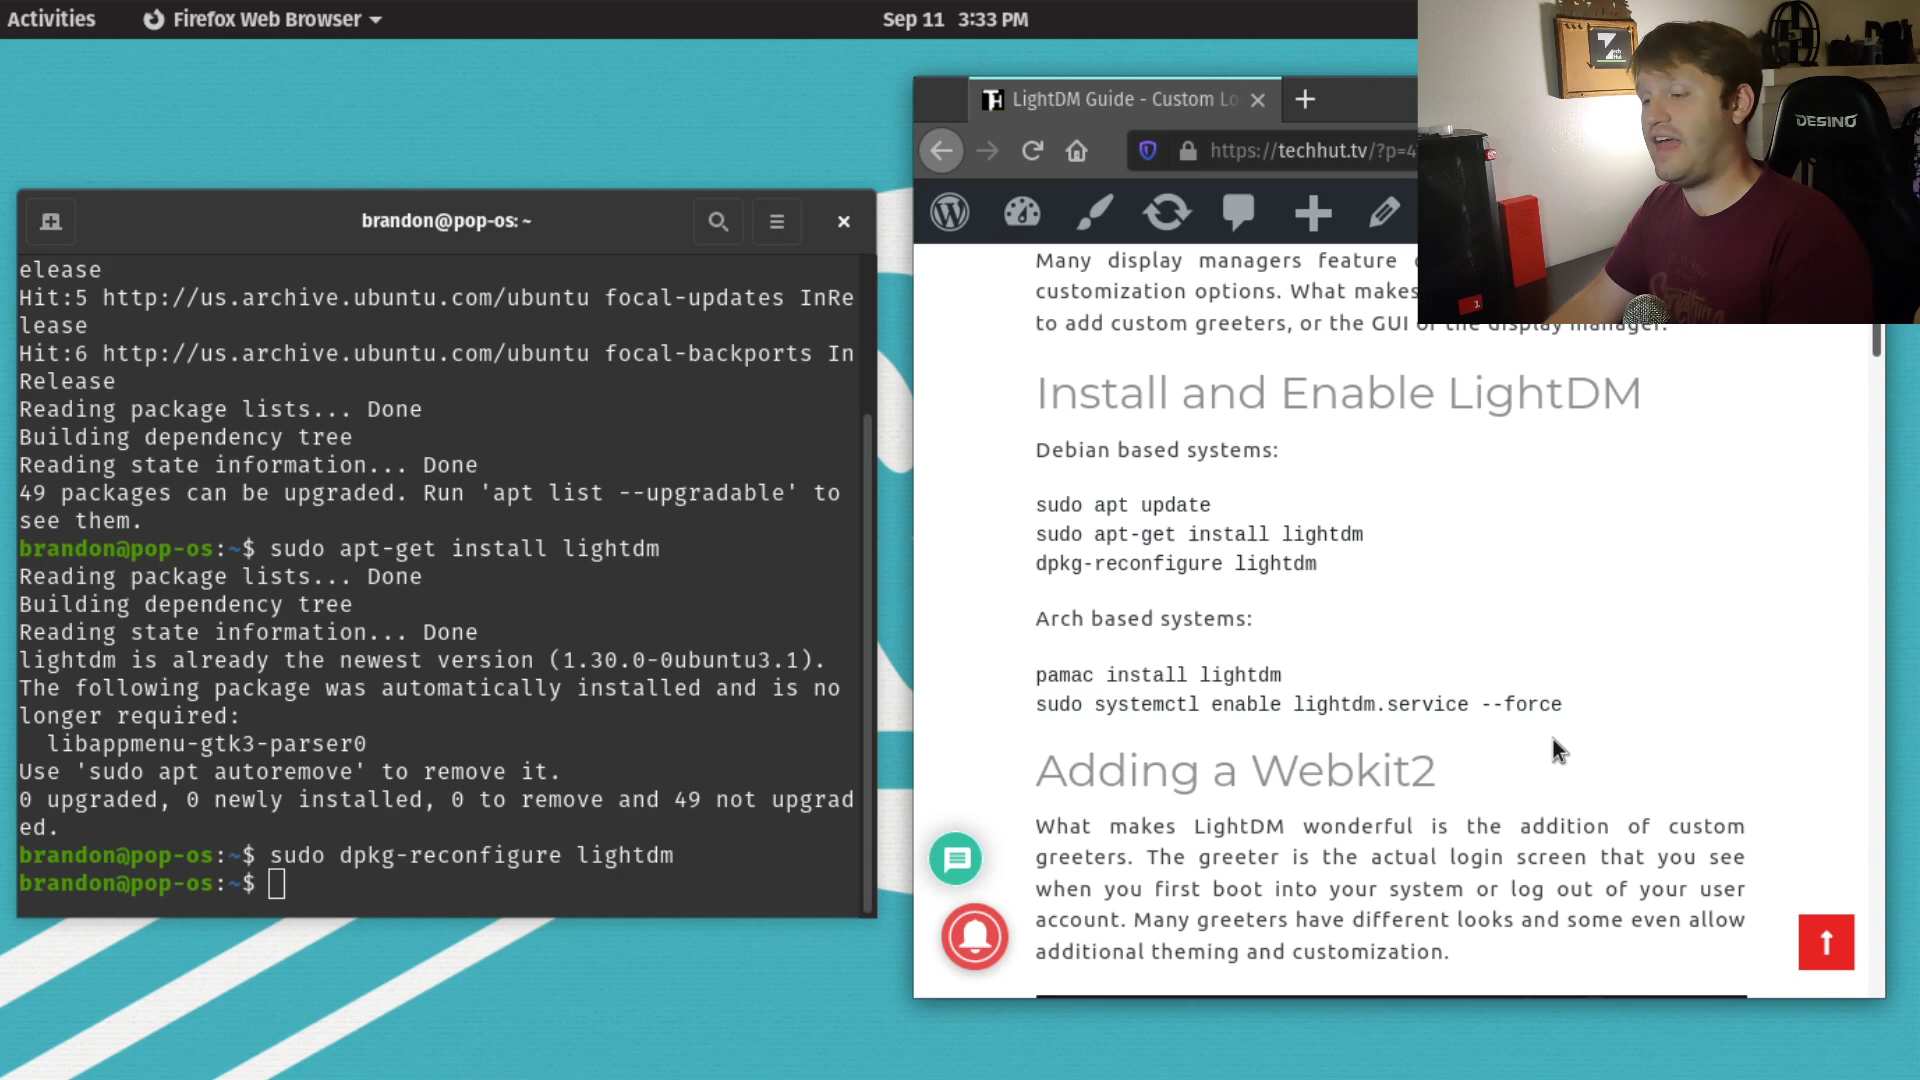 Activities
Firefox Web Browser
Sep 11 3:33 PM
LightDM Guide - Custom Lo
https://techhut.tv/?p=4
DESINO
brandon@pop-os: ~
elease
Hit:5 http://us.archive.ubuntu.com/ubuntu focal-updates InRe
lease
Hit:6 http://us.archive.ubuntu.com/ubuntu focal-backports In
Release
Reading package lists... Done
Building dependency tree
Reading state information... Done
49 packages can be upgraded. Run 'apt list --upgradable' to
see them.
brandon@pop-os:~$ sudo apt-get install lightdm
Reading package lists... Done
Building dependency tree
Reading state information... Done
lightdm is already the newest version (1.30.0-0ubuntu3.1).
The following package was automatically installed and is no
longer required:
libappmenu-gtk3-parser0
Use 'sudo apt autoremove' to remove it.
0 upgraded, 0 newly installed, 0 to remove and 49 not upgrad
ed.
brandon@pop-os:~$ sudo dpkg-reconfigure lightdm
brandon@pop-os:~$
Many display managers feature
customization options. What makes
to add custom greeters, or the GUI of the display manager.
Install and Enable LightDM
Debian based systems:
sudo apt update
sudo apt-get install lightdm
dpkg-reconfigure lightdm
Arch based systems:
pamac install lightdm
sudo systemctl enable lightdm.service --force
Adding a Webkit2
What makes LightDM wonderful is the addition of custom
greeters. The greeter is the actual login screen that you see
when you first boot into your system or log out of your user
account. Many greeters have different looks and some even allow
additional theming and customization.